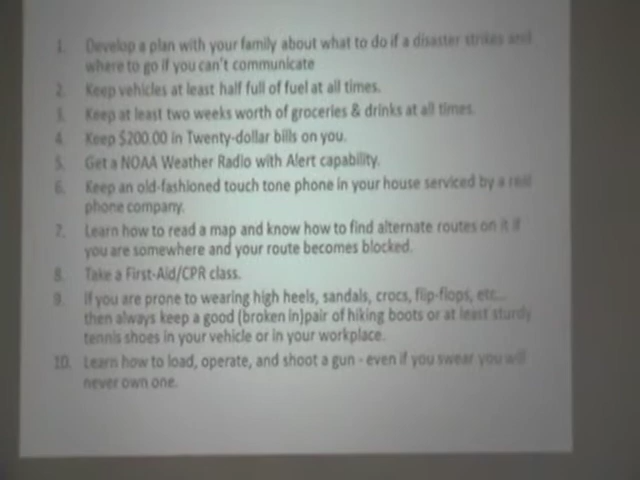 1. Develop a plan with your family about what to do if a disaster strikes and
where to go if you can't communicate
2. Keep vehicles at least half full of fuel at all times.
3. Keep at least two weeks worth of groceries & drinks at all times.
4. Keep $200.00 in Twenty-dollar bills on you.
5. Get a NOAA Weather Radio with Alert capability.
6. Keep an old-fashioned touch tone phone in your house serviced by a real
phone company.
7. Learn how to read a map and know how to find alternate routes on it if
you are somewhere and your route becomes blocked.
8. Take a First-Aid/CPR class.
9. If you are prone to wearing high heels, sandals, crocs, flip-flops, etc...
then always keep a good (broken in)pair of hiking boots or at least sturdy
tennis shoes in your vehicle or in your workplace.
10. Learn how to load, operate, and shoot a gun - even if you swear you will
never own one.